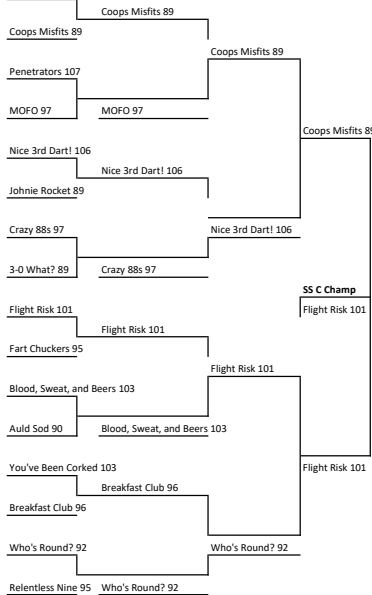 Coops Misfits 89
Coops Misfits 89
Coops Misfits 89
Penetrators 107
MOFO 97 MOFO 97
Coops Misfits 89
Nice 3rd Dart! 106
Nice 3rd Dart! 106
Johnie Rocket 89
Crazy 88s 97 Nice 3rd Dart! 106
3-0 What? 89 Crazy 88s 97
SS C Champ
Flight Risk 101 Flight Risk 101
Flight Risk 101
Fart Chuckers 95
Flight Risk 101
Blood, Sweat, and Beers 103
Auld Sod 90 Blood, Sweat, and Beers 103
You've Been Corked 103 Flight Risk 101
Breakfast Club 96
Breakfast Club 96
Who's Round? 92 Who's Round? 92
Relentless Nine 95 Who's Round? 92